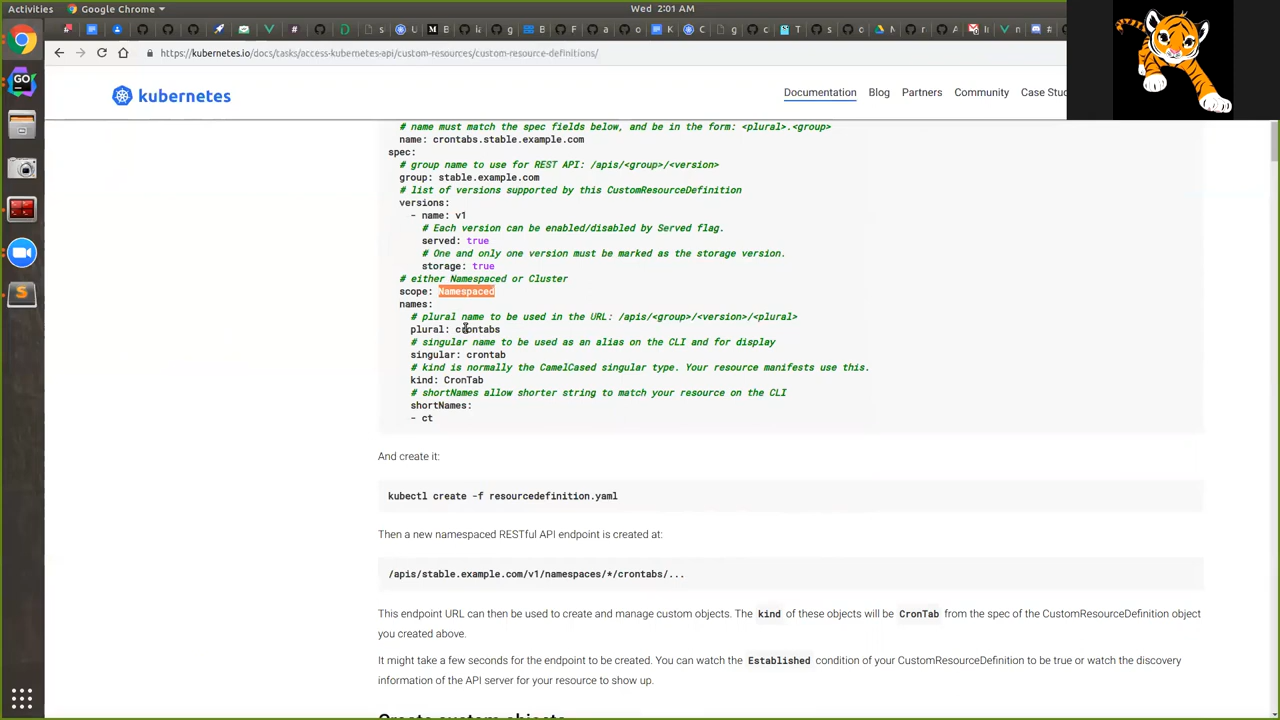 Activities
Google Chrome
Wed 2:01 AM
https://kubernetes.io/docs/tasks/access-kubernetes-api/custom-resources/custom-resource-definitions/
kubernetes
Documentation
Blog
Partners
Community
Case Stu
# name must match the spec fields below, and be in the form: <plural>.<group>
name: crontabs.stable.example.com
spec:
# group name to use for REST API: /apis/<group>/<version>
group: stable.example.com
# list of versions supported by this CustomResourceDefinition
versions:
- name: v1
# Each version can be enabled/disabled by Served flag.
served: true
# One and only one version must be marked as the storage version.
storage: true
# either Namespaced or Cluster
scope: Namespaced
names:
# plural name to be used in the URL: /apis/<group>/<version>/<plural>
plural: crontabs
# singular name to be used as an alias on the CLI and for display
singular: crontab
# kind is normally the CamelCased singular type. Your resource manifests use this.
kind: CronTab
# shortNames allow shorter string to match your resource on the CLI
shortNames:
- ct
And create it:
kubectl create -f resourcedefinition.yaml
Then a new namespaced RESTful API endpoint is created at:
/apis/stable.example.com/v1/namespaces/*/crontabs/...
This endpoint URL can then be used to create and manage custom objects. The kind of these objects will be CronTab from the spec of the CustomResourceDefinition object
you created above.
It might take a few seconds for the endpoint to be created. You can watch the Established condition of your CustomResourceDefinition to be true or watch the discovery
information of the API server for your resource to show up.
Create custom objects